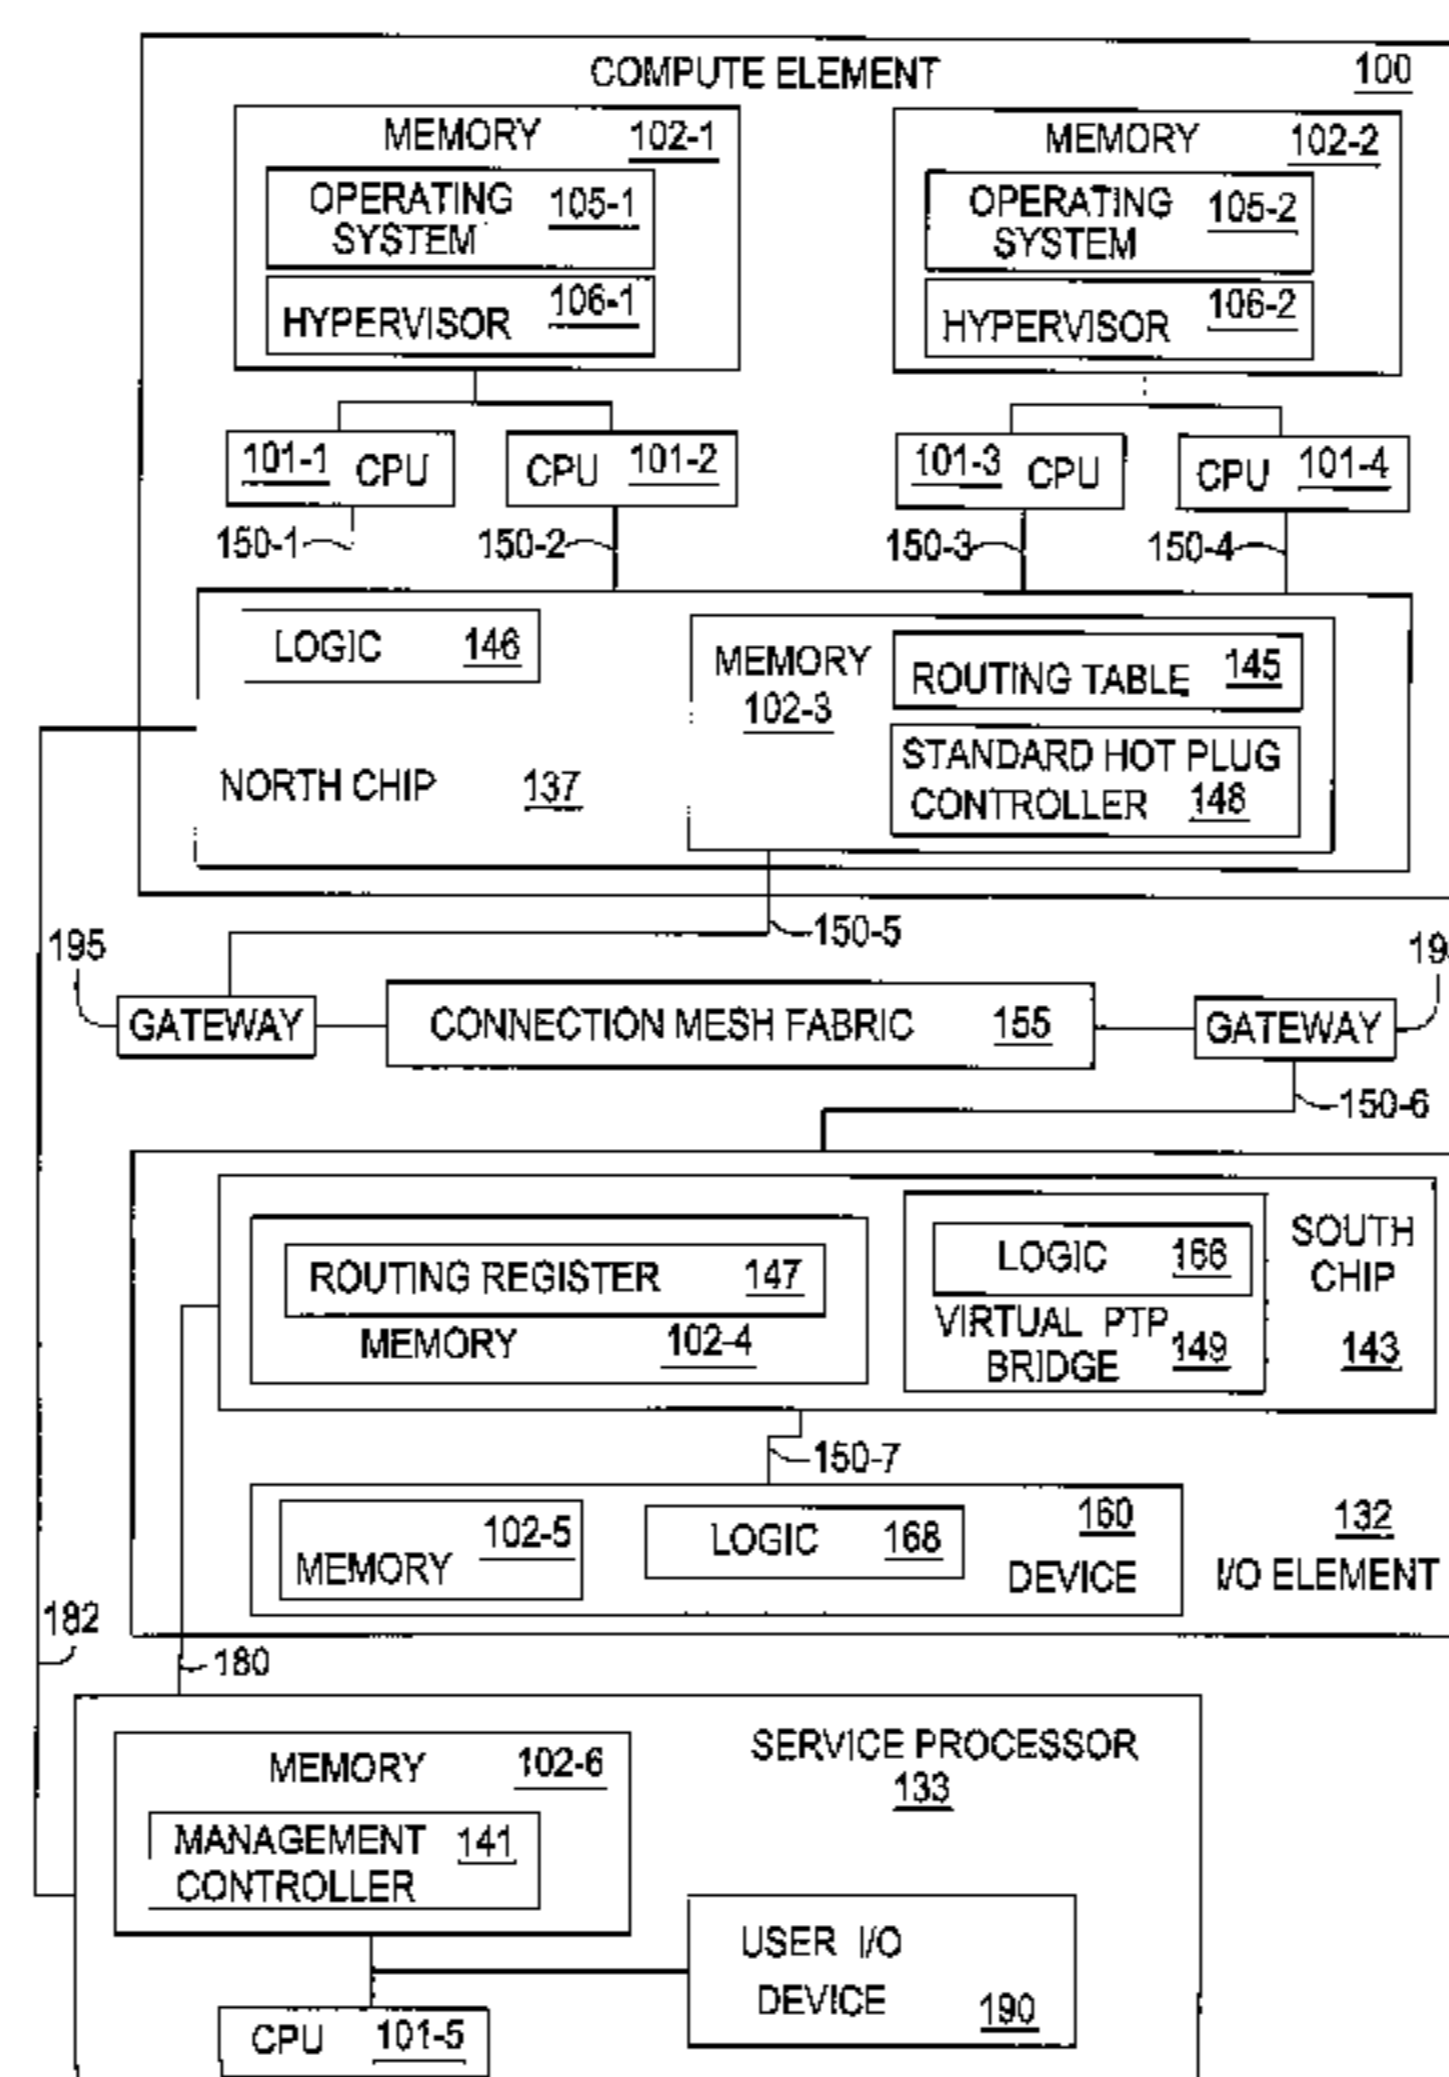 COMPUTE ELEMENT 100
MEMORY 102-1
OPERATING SYSTEM 105-1
HYPERVISOR 106-1
MEMORY 102-2
OPERATING SYSTEM 105-2
HYPERVISOR 106-2
101-1 CPU
CPU 101-2
101-3 CPU
CPU 101-4
150-1
150-2
150-3
150-4
LOGIC 146
MEMORY
102-3
ROUTING TABLE 145
STANDARD HOT PLUG
CONTROLLER 148
NORTH CHIP 137
150-5
195
GATEWAY
CONNECTION MESH FABRIC 155
GATEWAY
150-6
ROUTING REGISTER 147
MEMORY 102-4
LOGIC 166
VIRTUAL PTP
BRIDGE 149
SOUTH
CHIP
143
150-7
MEMORY 102-5
LOGIC 168
160
DEVICE
132
I/O ELEMENT
182
180
MEMORY 102-6
MANAGEMENT
CONTROLLER 141
SERVICE PROCESSOR
133
USER I/O
DEVICE 190
CPU 101-5